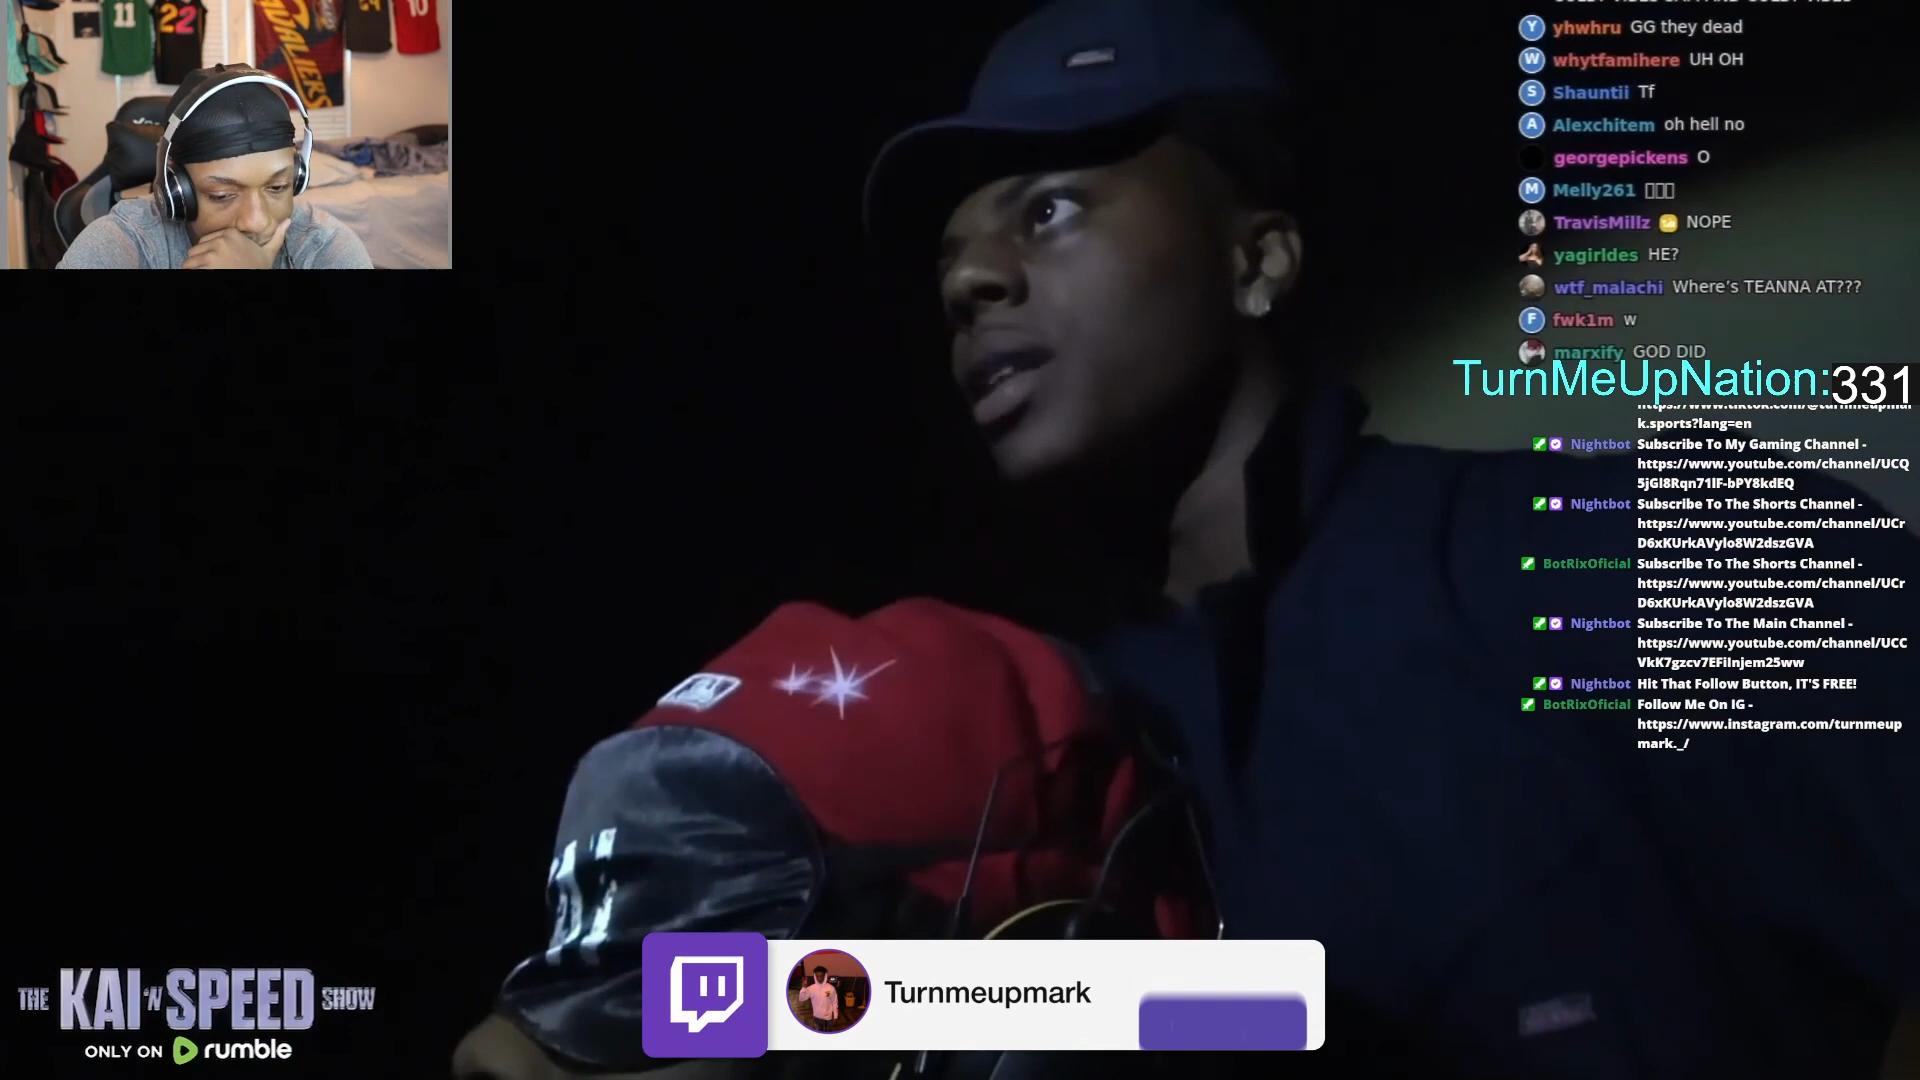 11
22
10
CAVALIERS
yhwhru GG they dead
whytfamihere UH OH
Shauntii Tf
Alexchitem oh hell no
georgepickens O
Melly261
TravisMillz NOPE
yagirldes HE?
wtf_malachi Where's TEANNA AT???
fwk1m w
marxify GOD DID
TurnMeUpNation:331
k.sports?lang=en
Nightbot Subscribe To My Gaming Channel -
https://www.youtube.com/channel/UCQ
5jGl8Rqn71lF-bPY8kdEQ
Nightbot Subscribe To The Shorts Channel -
https://www.youtube.com/channel/UCr
D6xKUrkAVylo8W2dszGVA
BotRixOficial Subscribe To The Shorts Channel -
https://www.youtube.com/channel/UCr
D6xKUrkAVylo8W2dszGVA
Nightbot Subscribe To The Main Channel -
https://www.youtube.com/channel/UCC
VkK7gzcv7EFiInjem25ww
Nightbot Hit That Follow Button, IT'S FREE!
BotRixOficial Follow Me On IG -
https://www.instagram.com/turnmeup
mark._/
Turnmeupmark
THE KAI 'N SPEED SHOW
ONLY ON rumble